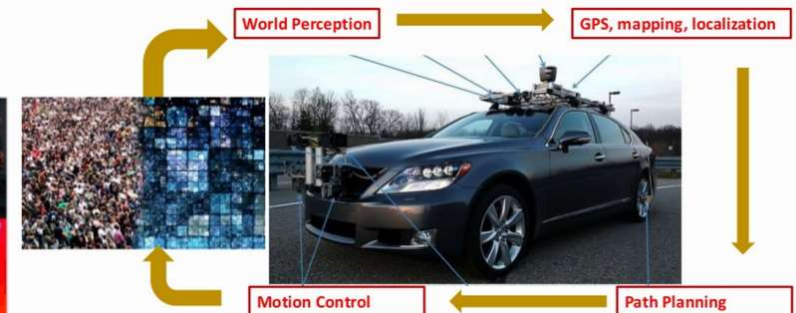 World Perception
GPS, mapping, localization
Motion Control
Path Planning